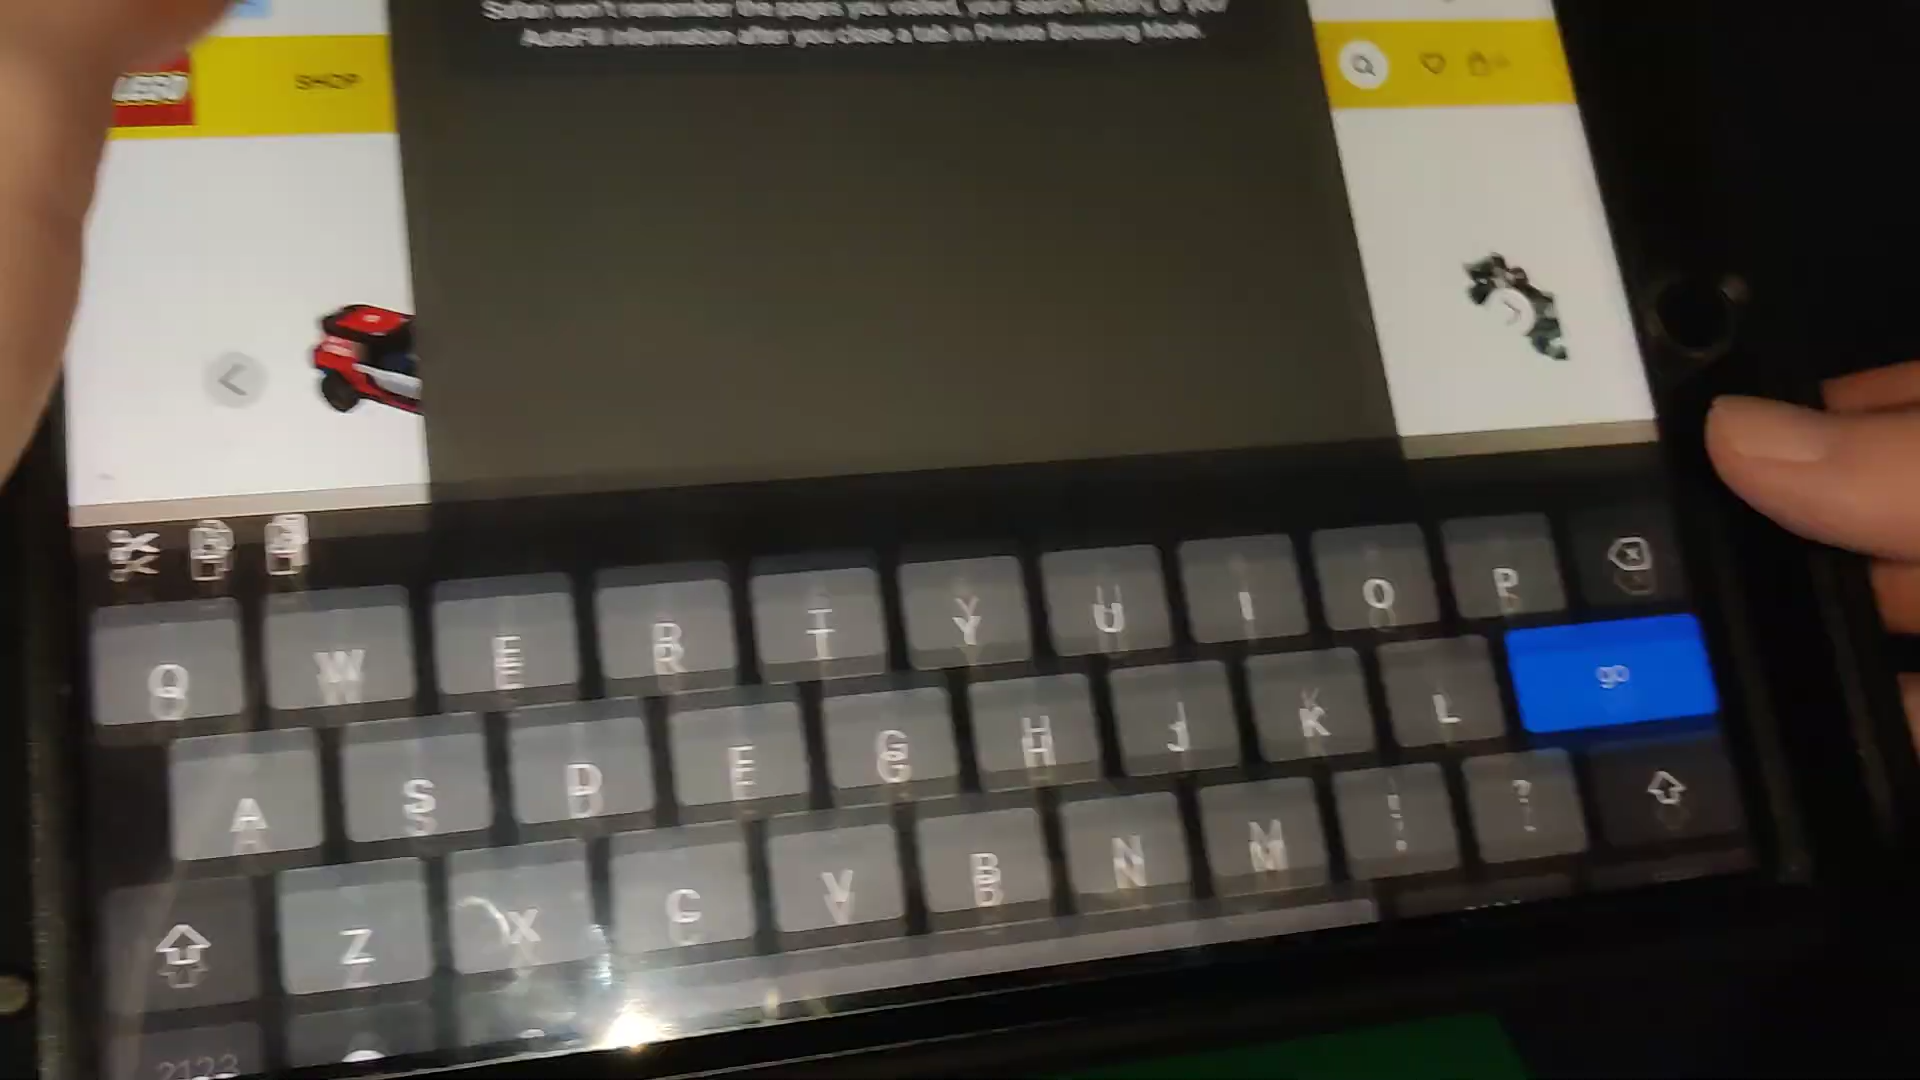 Safari won't remember the pages you visited, your search history, or your
AutoFill information after you close a tab in Private Browsing Mode.
LEGO SHOP
Q W E R T Y U I O P
A S D F G H J K L go
Z X C V B N M ! ?
, .